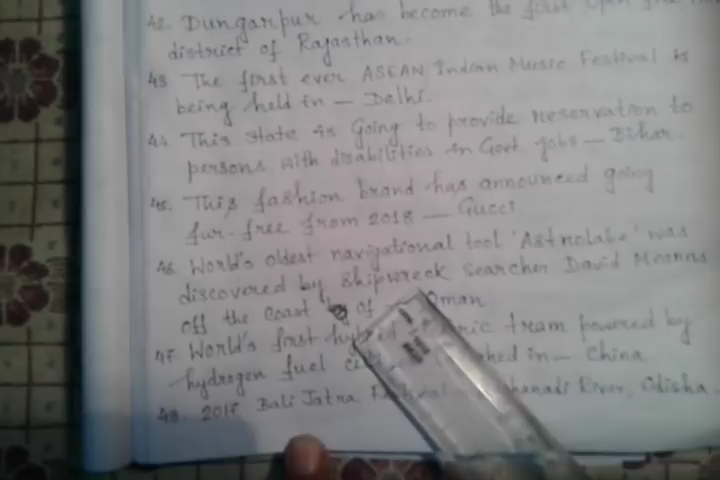 42. Dungarpur has become the first open
district of Rajasthan.
43 The first ever ASEAN Indian Music Festival is
being held in — Delhi.
44. This state is going to provide reservation to
persons with disabilities in Govt. jobs — Bihar.
45. This fashion brand has announced going
fur-free from 2018 — Gucci
46. World's oldest navigational tool 'Astrolabe' was
discovered by shipwreck searcher David Mearns
off the coast of Oman
47. World's first hybrid tram powered by
hydrogen fuel in — China
48. 2017 Bali Jatra River, Odisha.